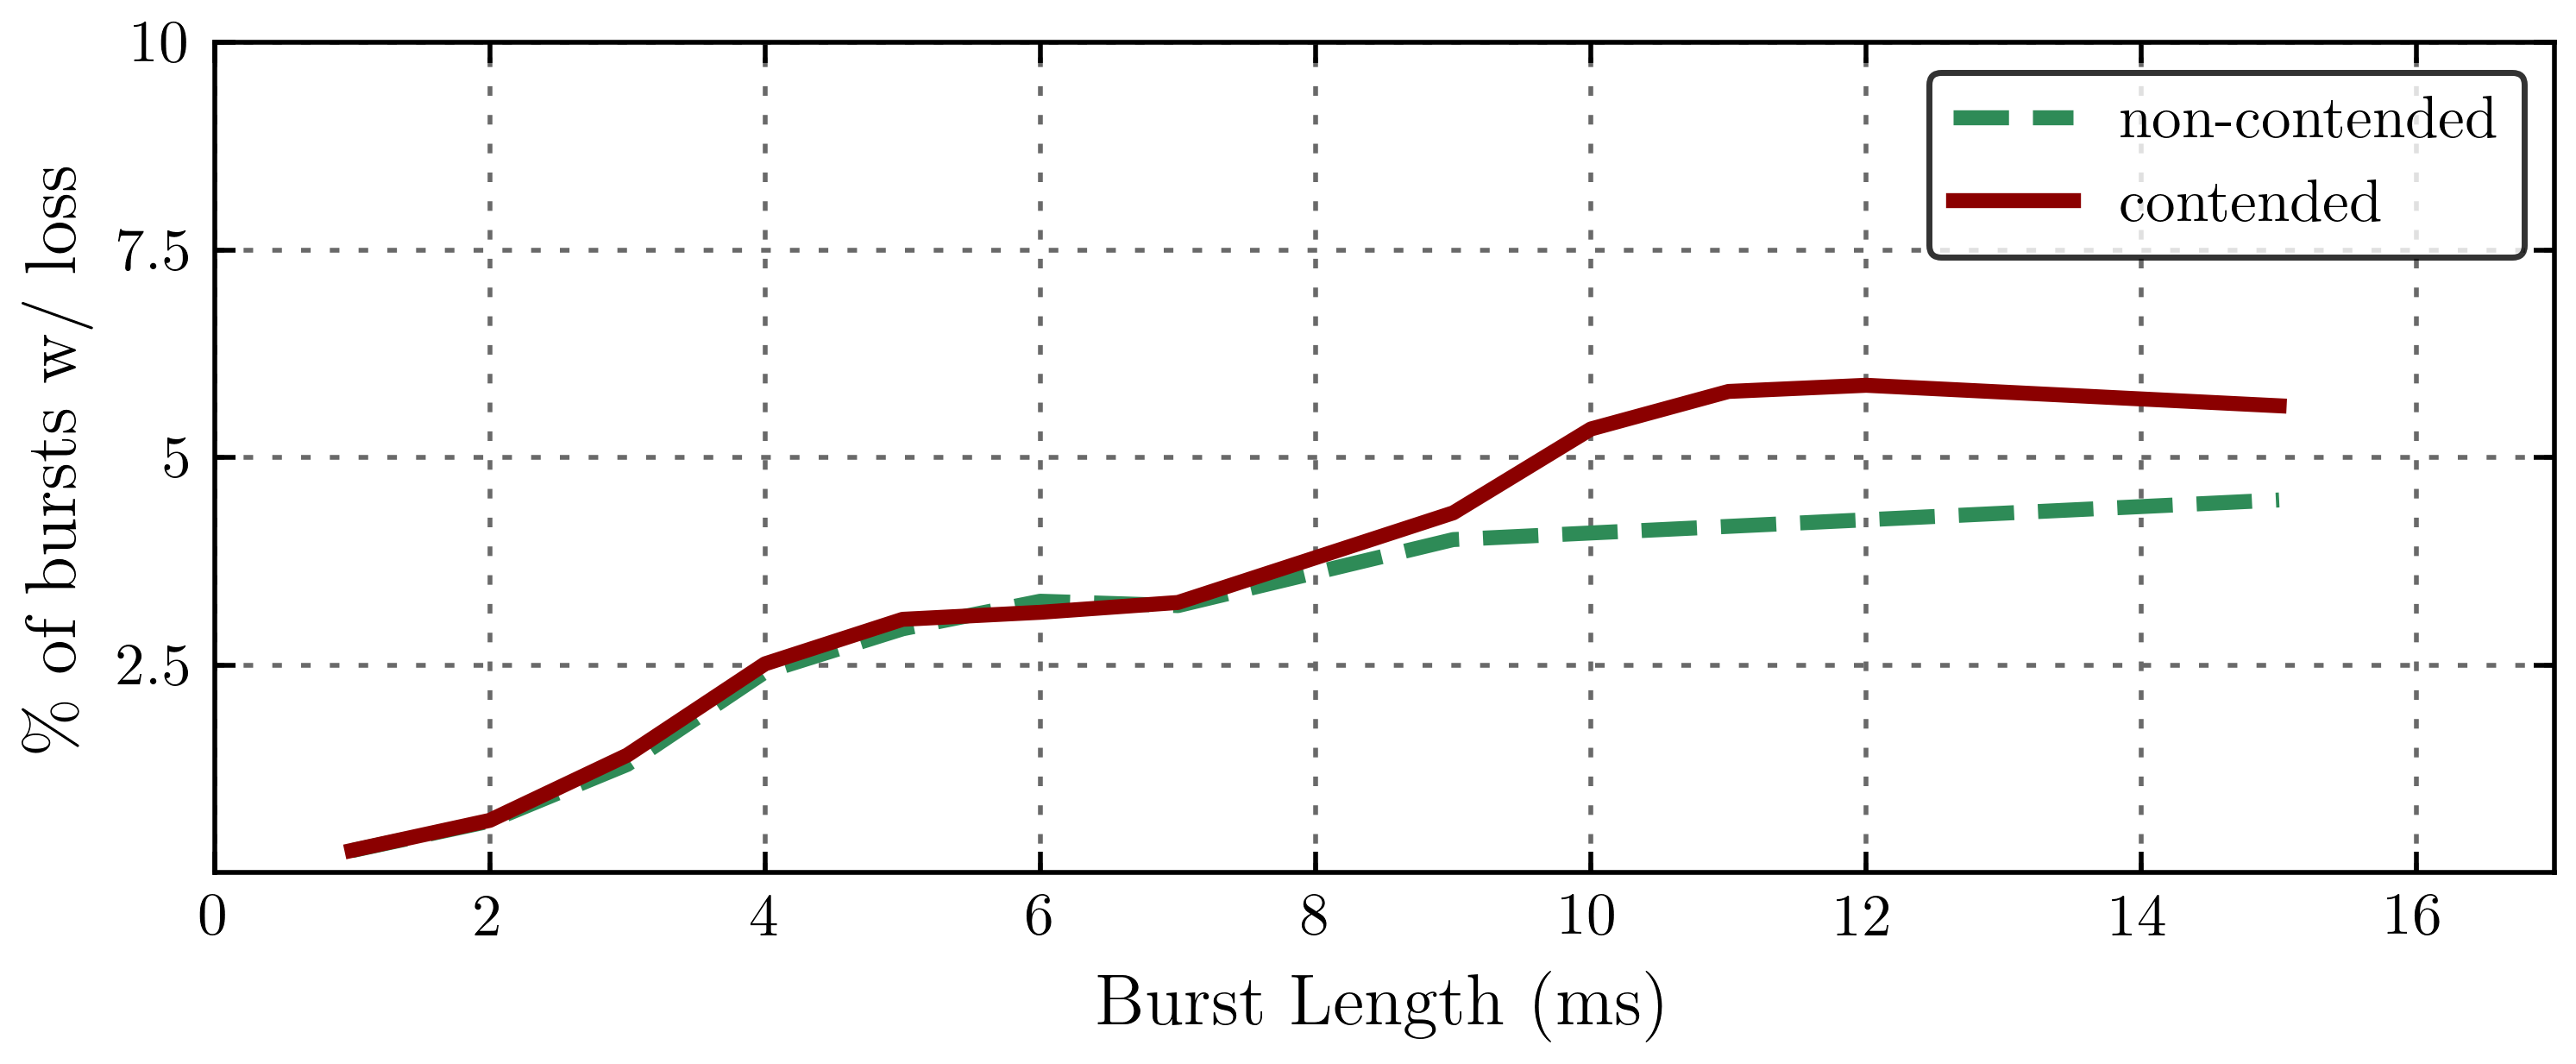 % of bursts w/ loss
10
7.5
5
2.5
non-contended
contended
0 2 4 6 8 10 12 14 16
Burst Length (ms)